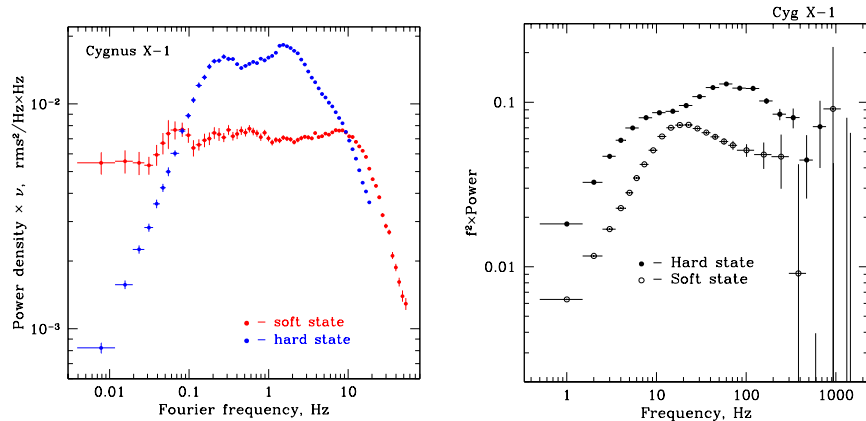 Cygnus X-1
Power density × ν, rms²/Hz×Hz
10⁻²
10⁻³
- soft state
- hard state
0.01 0.1 1 10
Fourier frequency, Hz
Cyg X-1
f²×Power
0.1
0.01
- Hard state
- Soft state
1 10 100 1000
Frequency, Hz